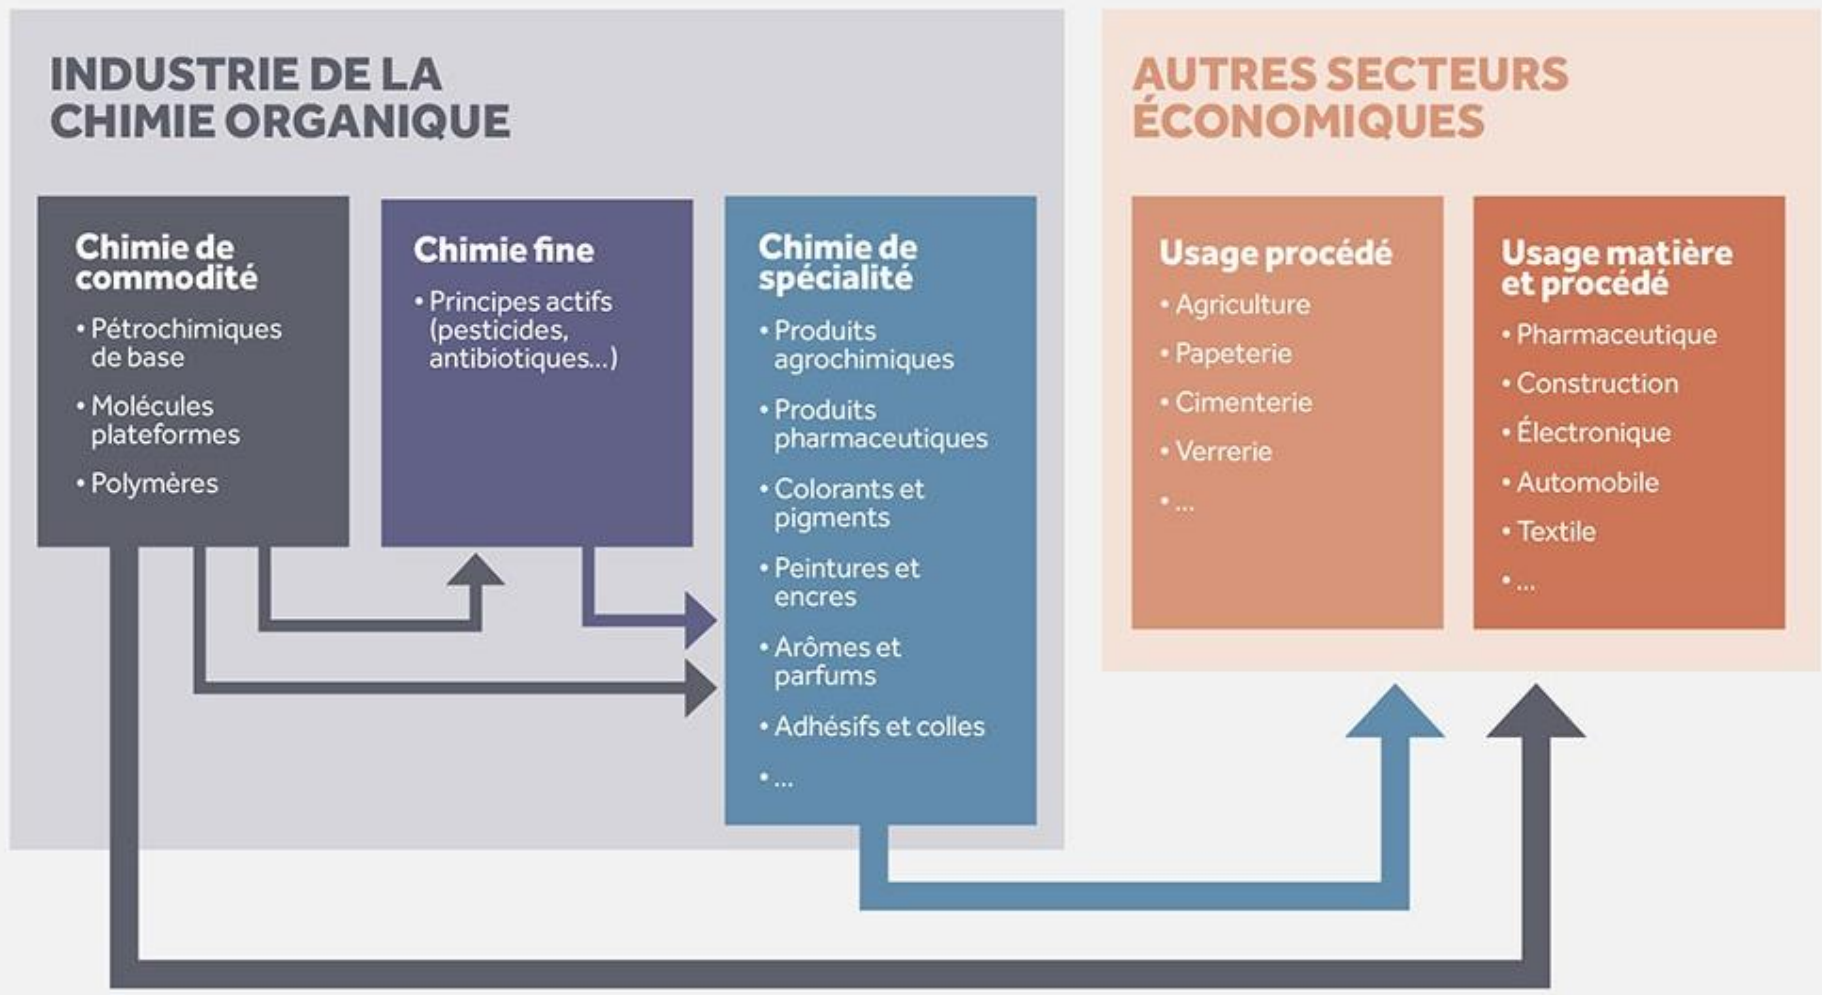 INDUSTRIE DE LA
CHIMIE ORGANIQUE
Chimie de
commodité
• Pétrochimiques
de base
• Molécules
plateformes
• Polymères
Chimie fine
• Principes actifs
(pesticides,
antibiotiques...)
Chimie de
spécialité
• Produits
agrochimiques
• Produits
pharmaceutiques
• Colorants et
pigments
• Peintures et
encres
• Arômes et
parfums
• Adhésifs et colles
• ...
AUTRES SECTEURS
ÉCONOMIQUES
Usage procédé
• Agriculture
• Papeterie
• Cimenterie
• Verrerie
• ...
Usage matière
et procédé
• Pharmaceutique
• Construction
• Électronique
• Automobile
• Textile
• ...